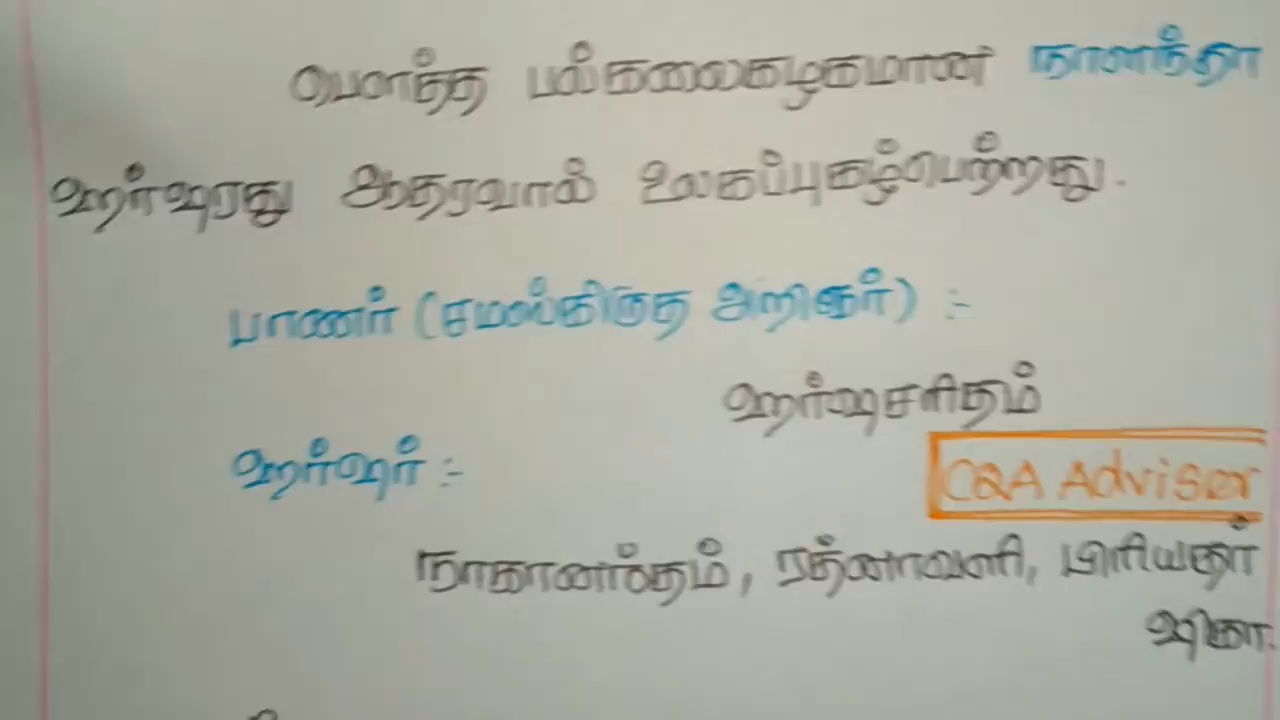 பௌத்த பல்கலைகழகமான நாளந்தா
ஹர்ஷரது ஆதரவால் உலகப்புகழ்பெற்றது.
பாணர் (சமஸ்கிருத அறிஞர்) :-
ஹர்ஷசரிதம்
ஹர்ஷர் :-
C&A Advisor
நாகானந்தம், ரத்னாவளி, பிரியதர்
ஷிகா.